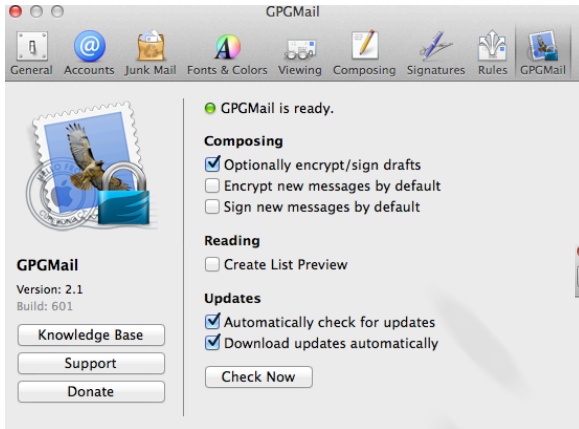 GPGMail
General Accounts Junk Mail Fonts & Colors Viewing Composing Signatures Rules GPGMail
GPGMail is ready.
Composing
Optionally encrypt/sign drafts
Encrypt new messages by default
Sign new messages by default
Reading
Create List Preview
GPGMail
Version: 2.1
Build: 601
Knowledge Base
Support
Donate
Updates
Automatically check for updates
Download updates automatically
Check Now